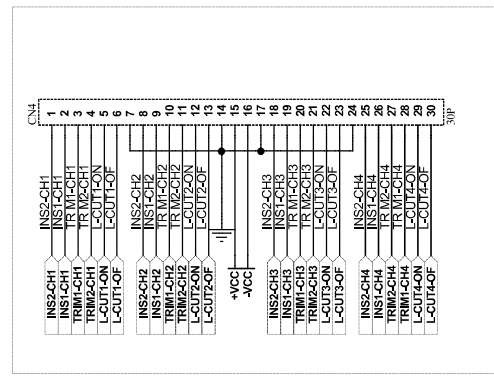 CN4
1 2 3 4 5 6 7 8 9 10 11 12 13 14 15 16 17 18 19 20 21 22 23 24 25 26 27 28 29 30
30P
INS2-CH1
INS1-CH1
TR M1-CH1
TR M2-CH1
L-CUT1-ON
L-CUT1-OF
INS2-CH2
INS1-CH2
TR M1-CH2
TR M2-CH2
L-CUT2-ON
L-CUT2-OF
INS2-CH3
INS1-CH3
TR M1-CH3
TR M2-CH3
L-CUT3-ON
L-CUT3-OF
INS2-CH4
INS1-CH4
TR M1-CH4
TR M2-CH4
L-CUT4-ON
L-CUT4-OF
INS2-CH1
INS1-CH1
TRIM1-CH1
TRIM2-CH1
L-CUT1-ON
L-CUT1-OF
INS2-CH2
INS1-CH2
TRIM1-CH2
TRIM2-CH2
L-CUT2-ON
L-CUT2-OF
+VCC
-VCC
INS2-CH3
INS1-CH3
TRIM1-CH3
TRIM2-CH3
L-CUT3-ON
L-CUT3-OF
INS2-CH4
INS1-CH4
TRIM2-CH4
TRIM1-CH4
L-CUT4-ON
L-CUT4-OF